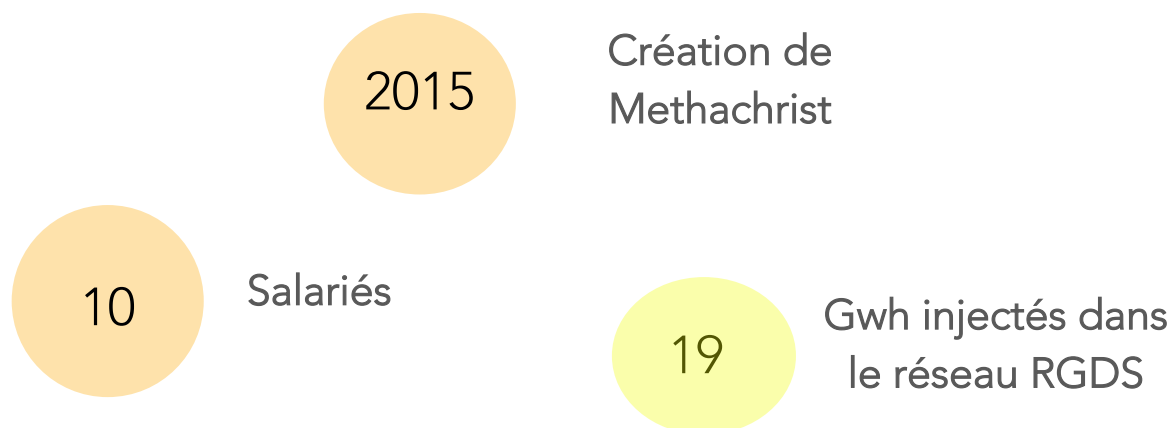 2015
Création de
Methachrist
10
Salariés
19
Gwh injectés dans
le réseau RGDS